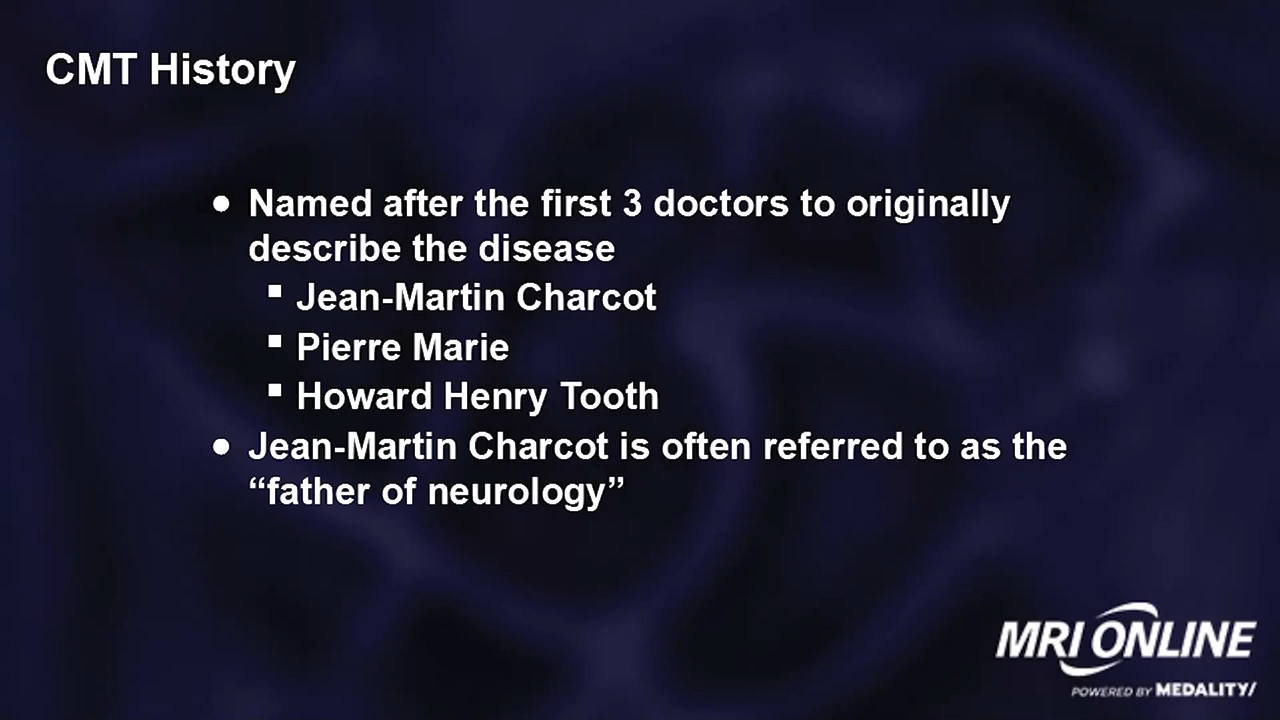 CMT History
● Named after the first 3 doctors to originally
describe the disease
▪ Jean-Martin Charcot
▪ Pierre Marie
▪ Howard Henry Tooth
● Jean-Martin Charcot is often referred to as the
“father of neurology”
MRI ONLINE
POWERED BY MEDALITY/